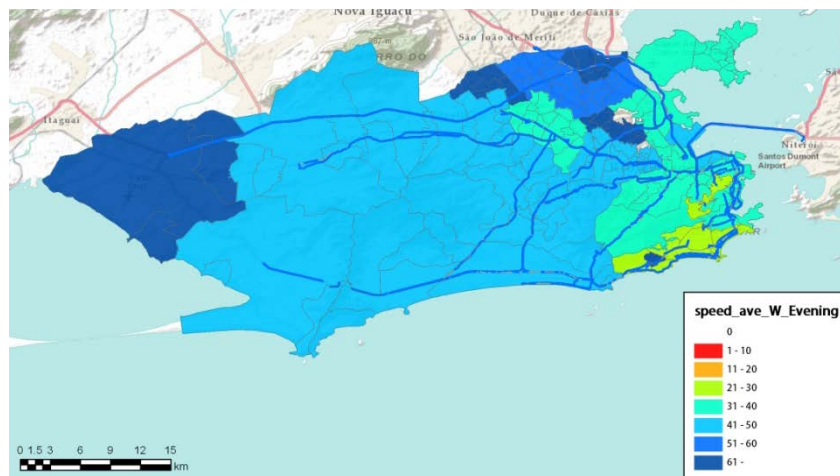 Nova Iguaçu
Duque de Caxias
São João de Meriti
Itaguaí
Niterói
Santos Dumont
Airport
speed_ave_W_Evening
0
1 - 10
11 - 20
21 - 30
31 - 40
41 - 50
51 - 60
61 -
0 1.5 3 6 9 12 15
km